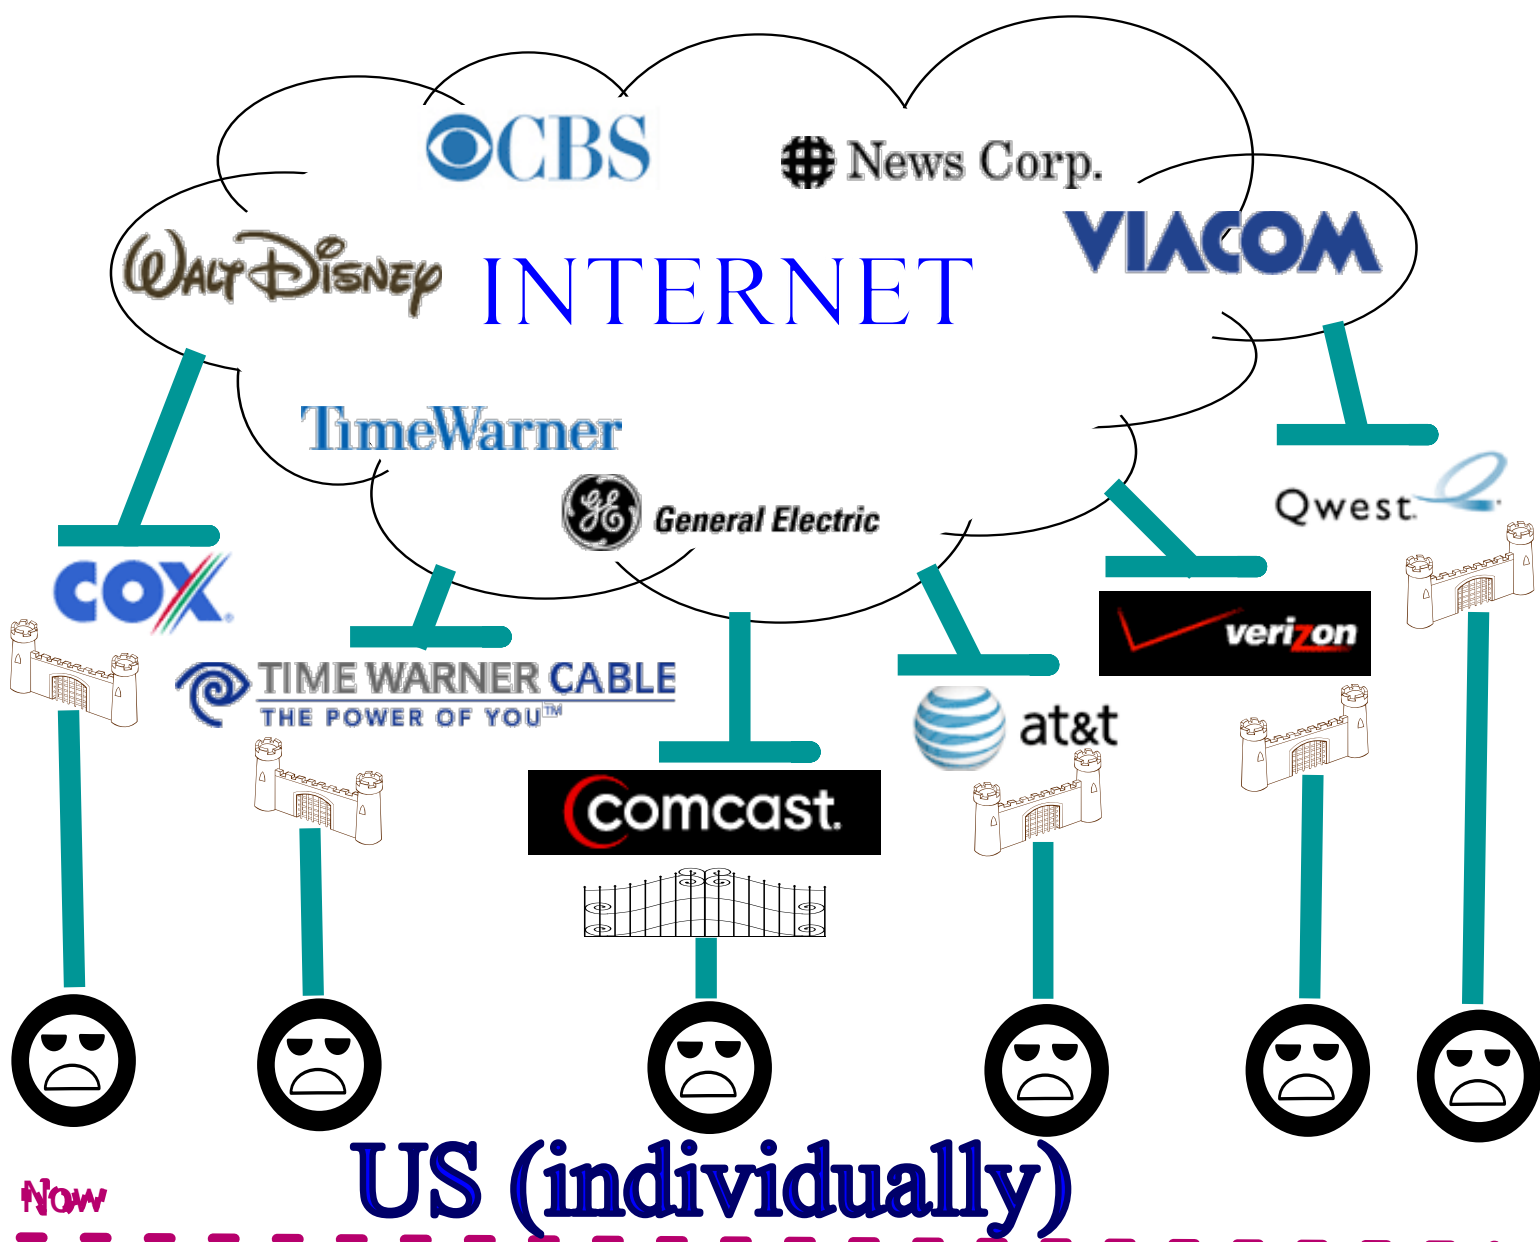 CBS
News Corp.
WALT DISNEY
INTERNET
VIACOM
TimeWarner
GE
General Electric
Qwest
COX
verizon
TIME WARNER CABLE
THE POWER OF YOU™
at&t
comcast
US (individually)
Now